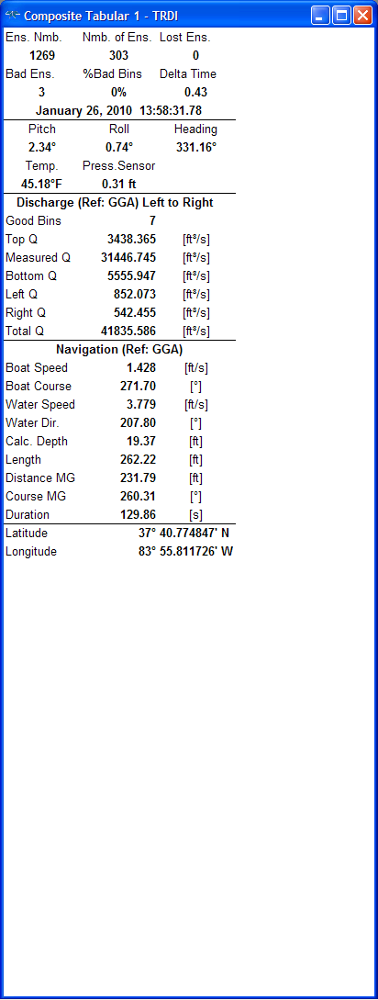 Composite Tabular 1 - TRDI
Ens. Nmb. Nmb. of Ens. Lost Ens.
1269 303 0
Bad Ens. %Bad Bins Delta Time
3 0% 0.43
January 26, 2010 13:58:31.78
Pitch Roll Heading
2.34° 0.74° 331.16°
Temp. Press.Sensor
45.18°F 0.31 ft
Discharge (Ref: GGA) Left to Right
Good Bins 7
Top Q 3438.365 [ft³/s]
Measured Q 31446.745 [ft³/s]
Bottom Q 5555.947 [ft³/s]
Left Q 852.073 [ft³/s]
Right Q 542.455 [ft³/s]
Total Q 41835.586 [ft³/s]
Navigation (Ref: GGA)
Boat Speed 1.428 [ft/s]
Boat Course 271.70 [°]
Water Speed 3.779 [ft/s]
Water Dir. 207.80 [°]
Calc. Depth 19.37 [ft]
Length 262.22 [ft]
Distance MG 231.79 [ft]
Course MG 260.31 [°]
Duration 129.86 [s]
Latitude 37° 40.774847' N
Longitude 83° 55.811726' W